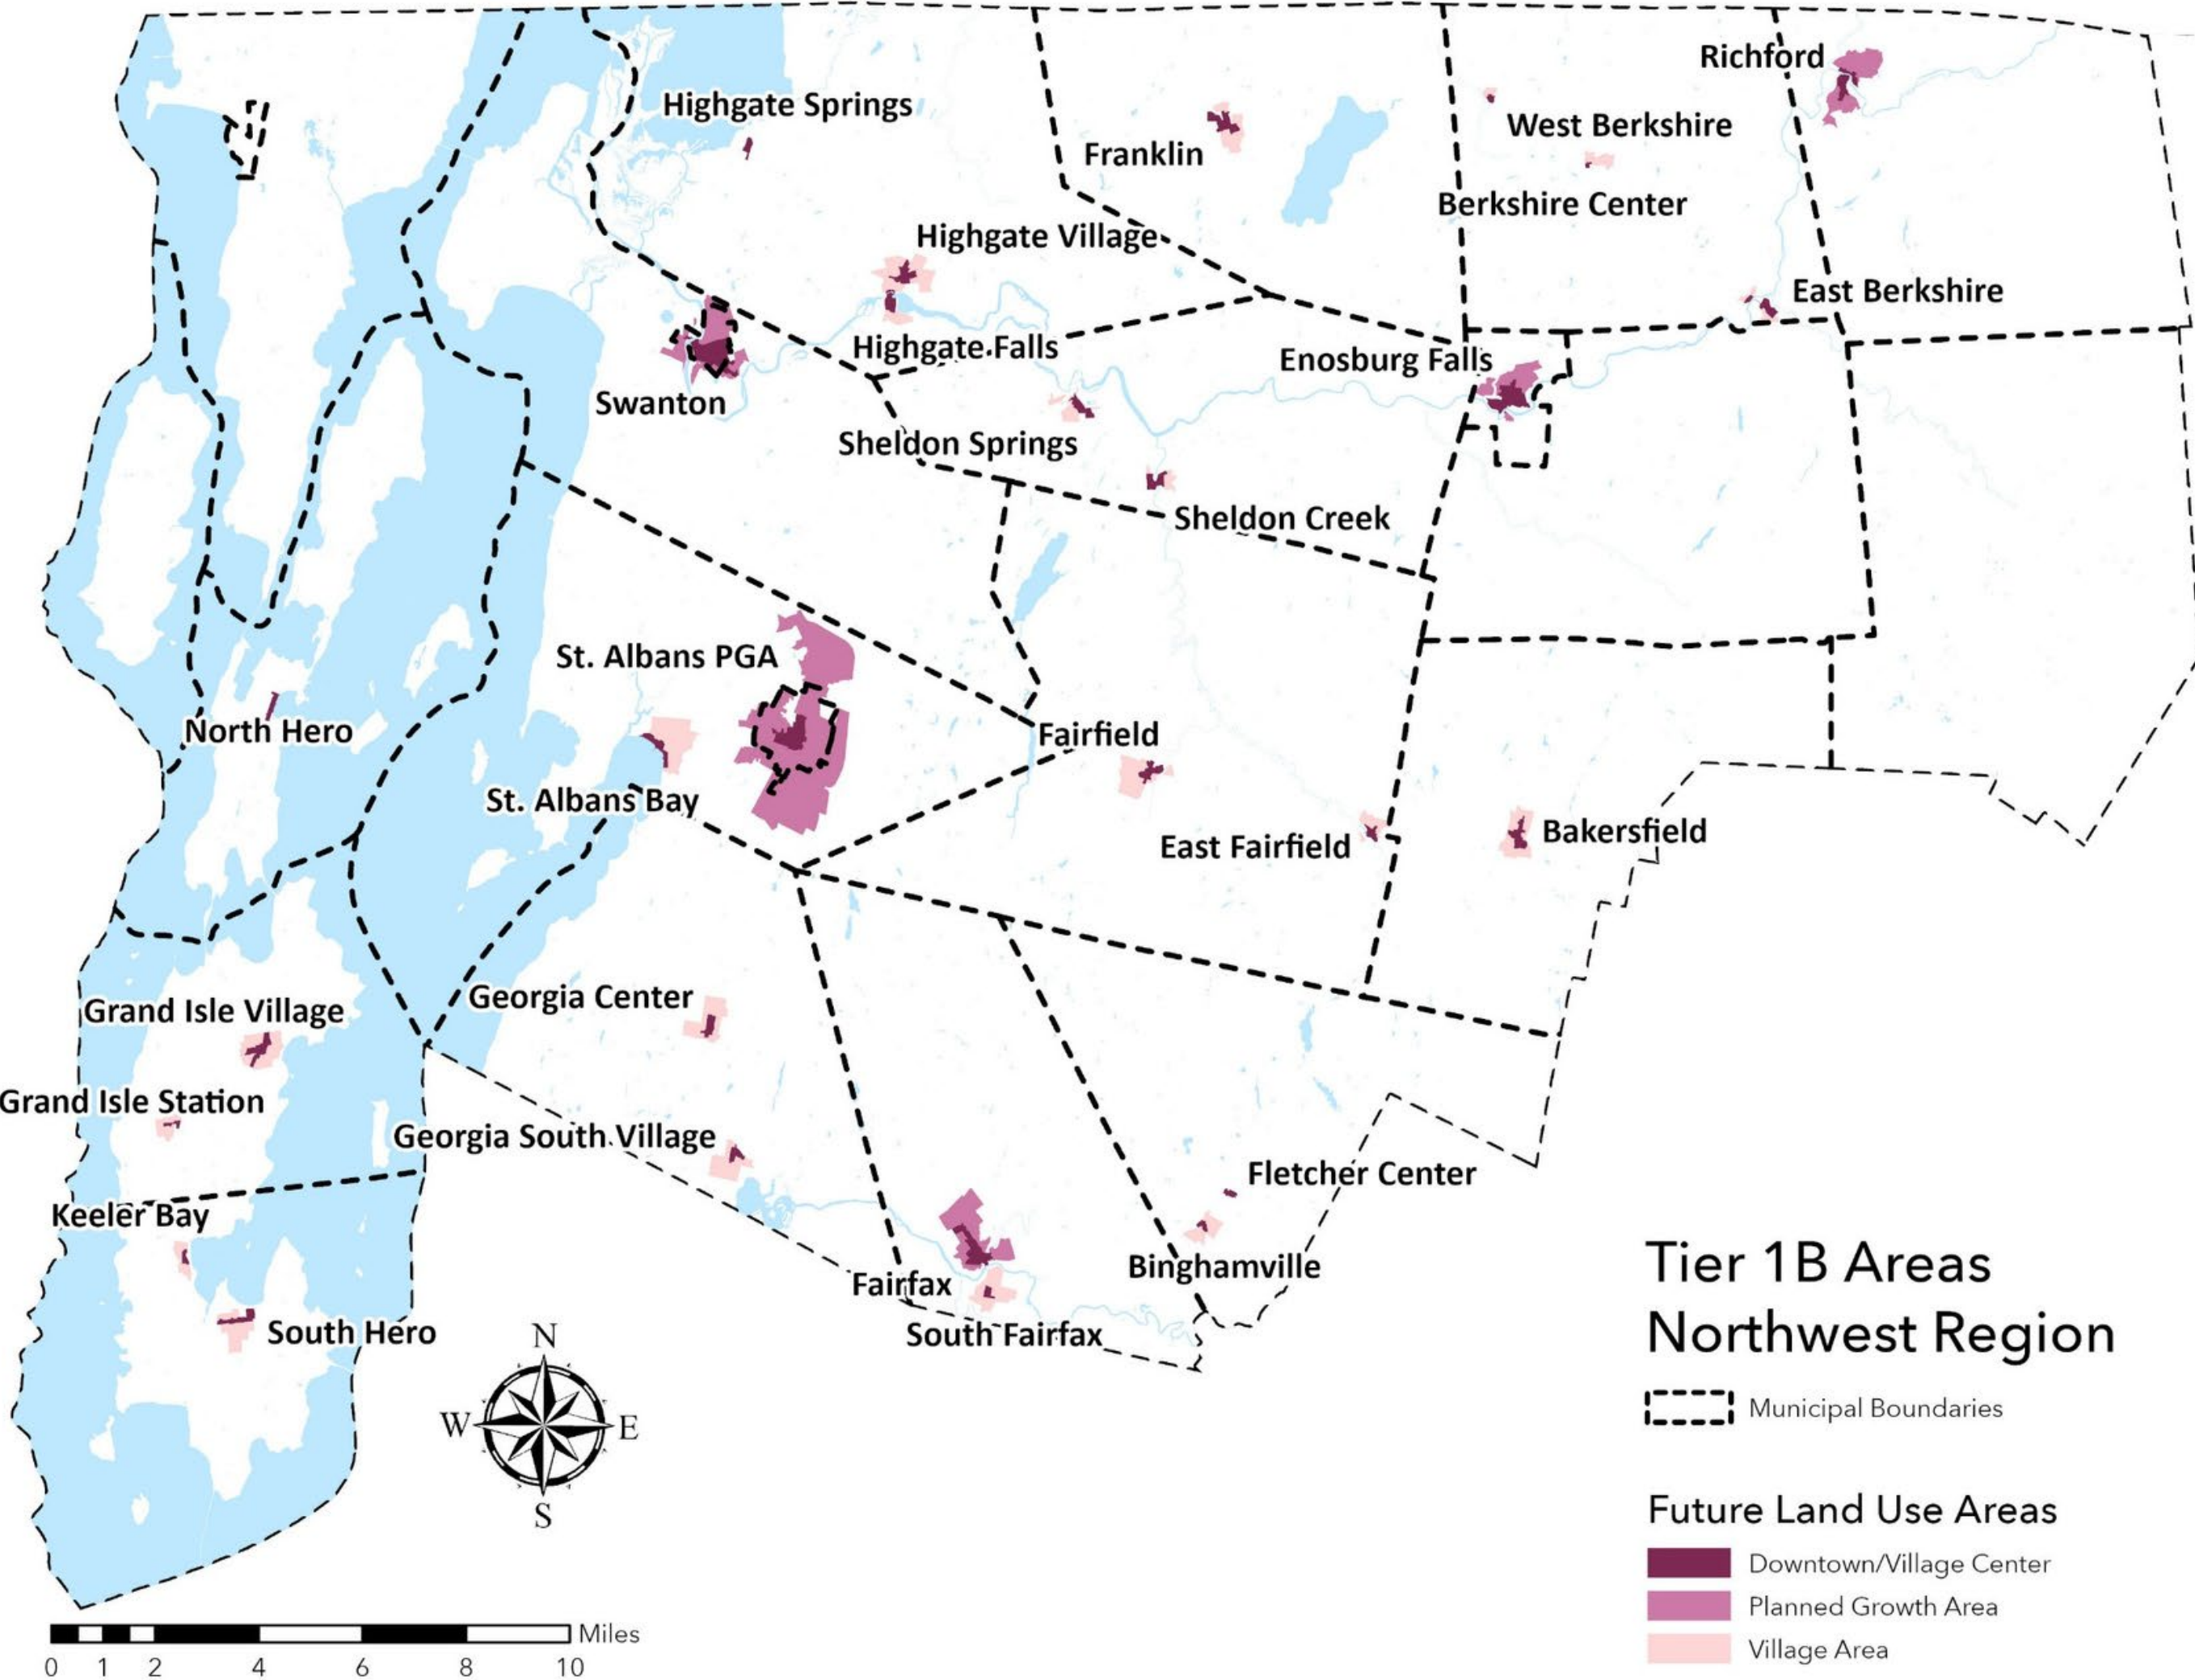 Richford
Highgate Springs
West Berkshire
Franklin
Berkshire Center
Highgate Village
East Berkshire
Highgate Falls
Enosburg Falls
Swanton
Sheldon Springs
Sheldon Creek
St. Albans PGA
North Hero
Fairfield
St. Albans Bay
East Fairfield
Bakersfield
Georgia Center
Grand Isle Village
Grand Isle Station
Georgia South Village
Fletcher Center
Keeler Bay
Binghamville
Fairfax
South Hero
South Fairfax
N
W
E
S
Tier 1B Areas
Northwest Region
Municipal Boundaries
Future Land Use Areas
Downtown/Village Center
Planned Growth Area
Village Area
Miles
0 1 2 4 6 8 10